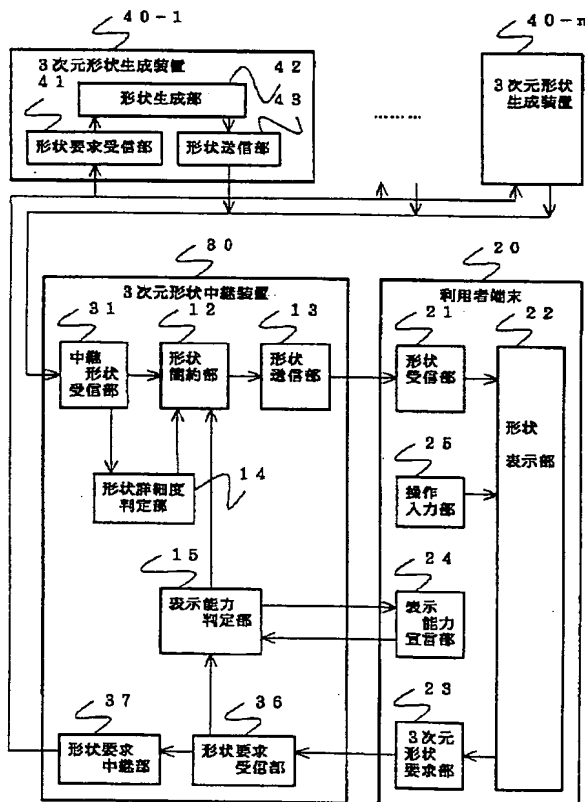 40-1
40-n
3次元形状生成装置
41
42
形状生成部
43
形状要求受信部
形状送信部
………
3次元形状
生成装置
30
20
3次元形状中継装置
利用者端末
31
12
13
21
22
中継
形状
受信部
形状
簡約部
形状
送信部
形状
受信部
形状
表示部
25
操作
入力部
形状詳細度
判定部
14
15
24
表示能力
判定部
表示
能力
宣言部
37
36
23
形状要求
中継部
形状要求
受信部
3次元
形状
要求部